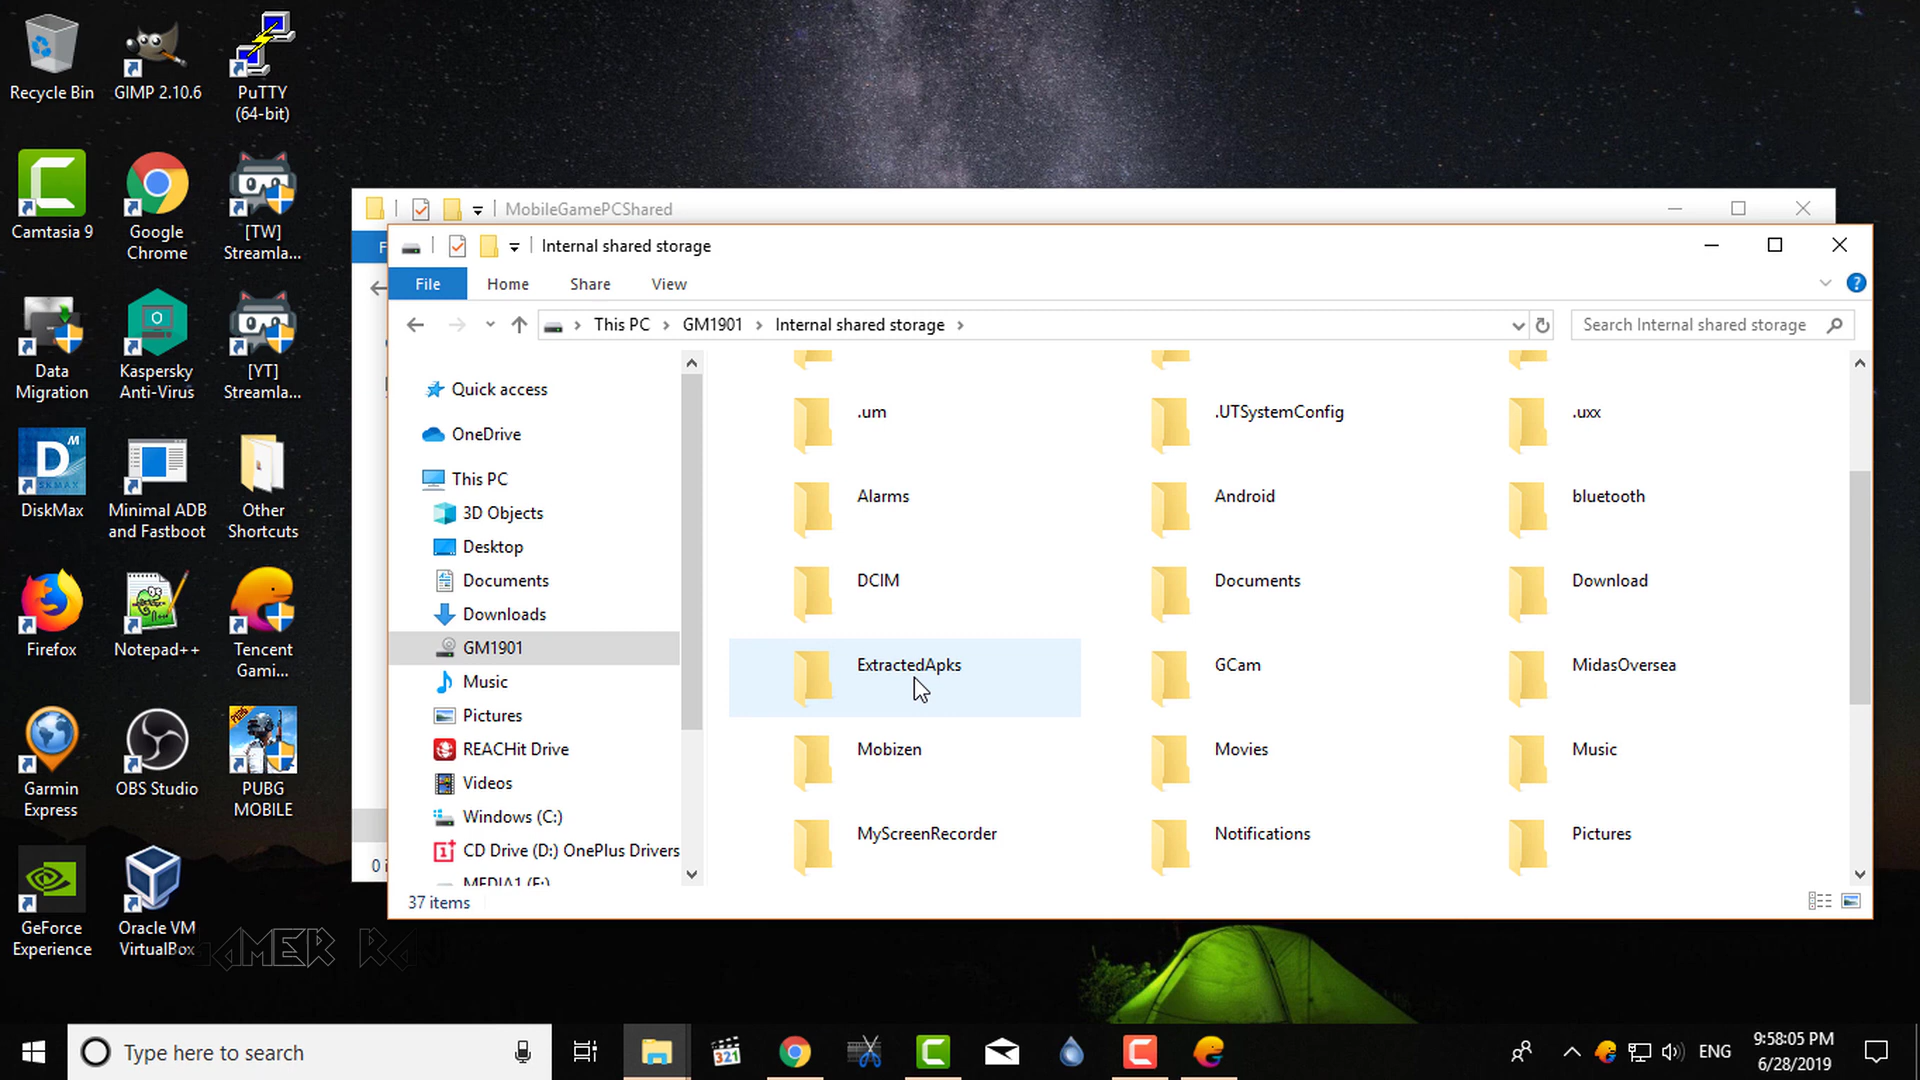 Recycle Bin
GIMP 2.10.6
PuTTY
(64-bit)
Camtasia 9
Google
Chrome
[TW]
Streamla...
Data
Migration
Kaspersky
Anti-Virus
[YT]
Streamla...
DiskMax
Minimal ADB
and Fastboot
Other
Shortcuts
Firefox
Notepad++
Tencent
Gami...
Garmin
Express
OBS Studio
PUBG
MOBILE
GeForce
Experience
Oracle VM
VirtualBox
MobileGamePCShared
Internal shared storage
File
Home
Share
View
This PC
GM1901
Internal shared storage
Search Internal shared storage
Quick access
OneDrive
This PC
3D Objects
Desktop
Documents
Downloads
GM1901
Music
Pictures
REACHit Drive
Videos
Windows (C:)
CD Drive (D:) OnePlus Drivers
MEDIA1 (F:)
.um
.UTSystemConfig
.uxx
Alarms
Android
bluetooth
DCIM
Documents
Download
ExtractedApks
GCam
MidasOversea
Mobizen
Movies
Music
MyScreenRecorder
Notifications
Pictures
37 items
Type here to search
321
ENG
9:58:05 PM
6/28/2019